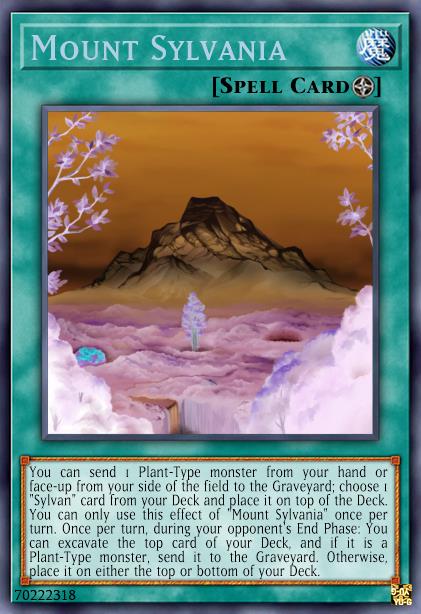 Mount Sylvania
[Spell Card]
You can send 1 Plant-Type monster from your hand or
face-up from your side of the field to the Graveyard; choose 1
"Sylvan" card from your Deck and place it on top of the Deck.
You can only use this effect of "Mount Sylvania" once per
turn. Once per turn, during your opponent's End Phase: You
can excavate the top card of your Deck, and if it is a
Plant-Type monster, send it to the Graveyard. Otherwise,
place it on either the top or bottom of your Deck.
70222318